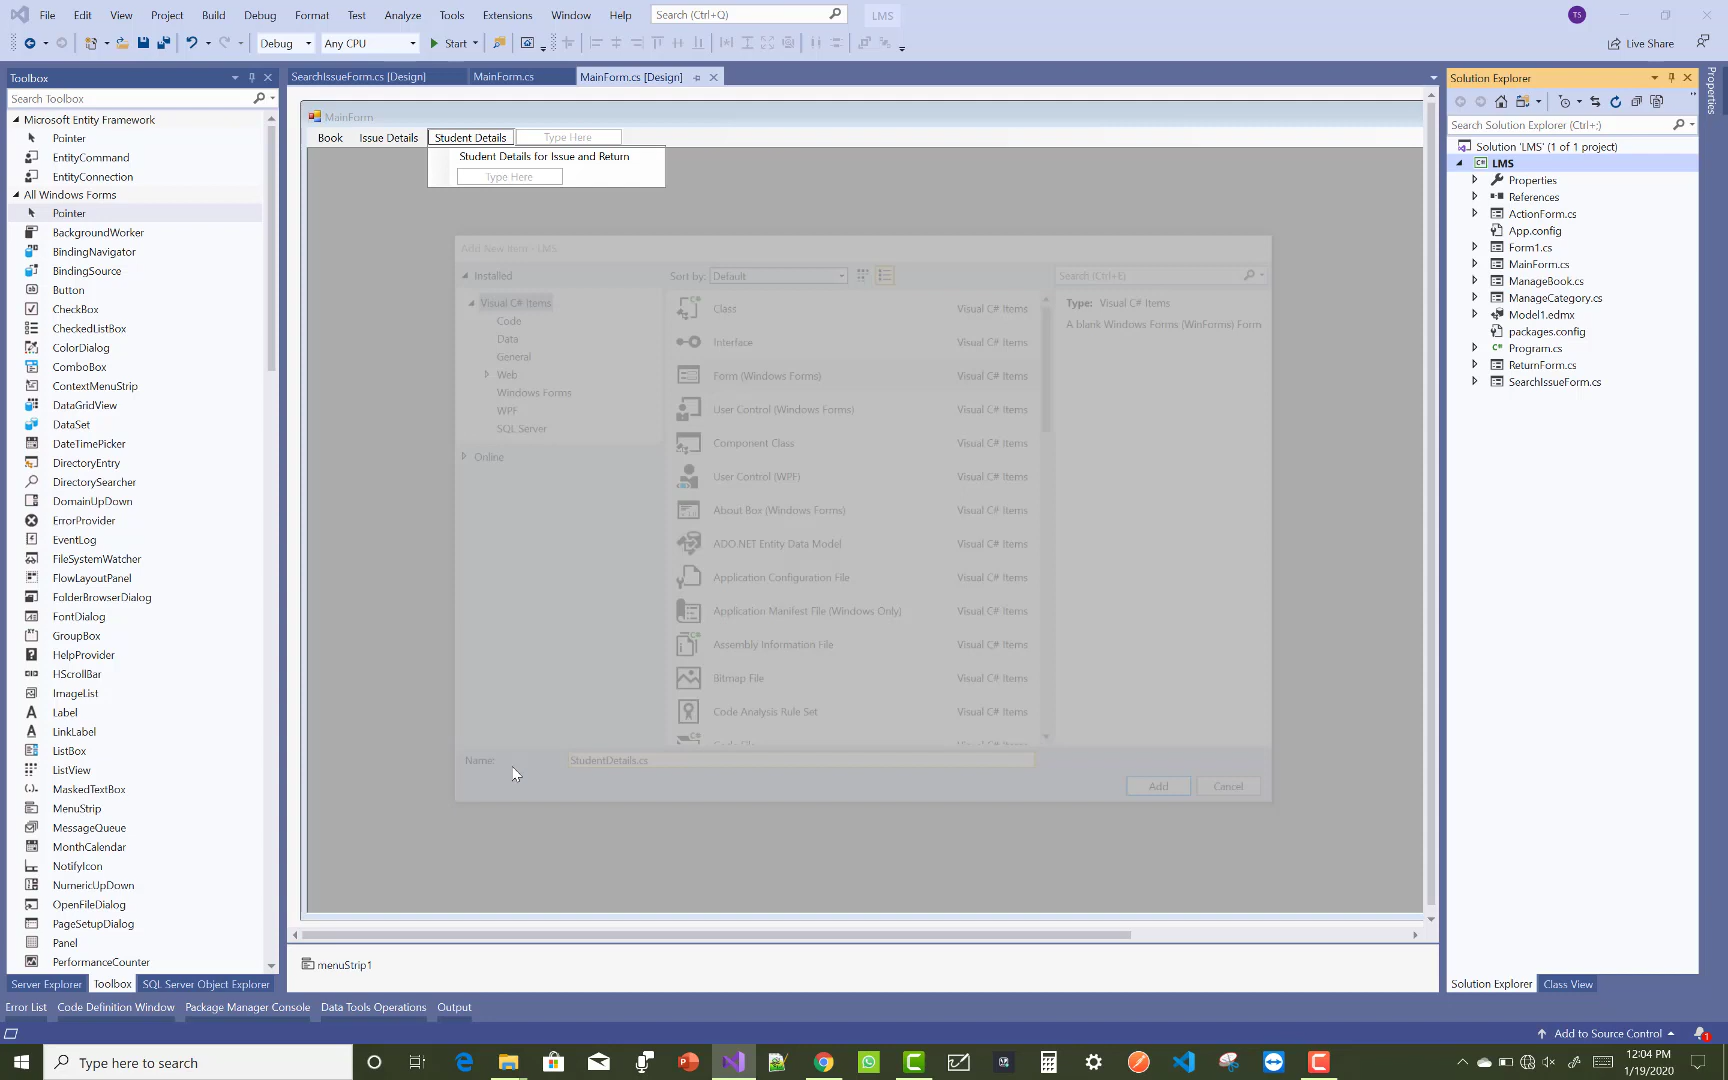 File Edit View Project Build Debug Format Test Analyze Tools Extensions Window Help Search (Ctrl+Q) LMS TS
Debug Any CPU Start Live Share
Toolbox
Search Toolbox
Microsoft Entity Framework
Pointer
EntityCommand
EntityConnection
All Windows Forms
Pointer
BackgroundWorker
BindingNavigator
BindingSource
Button
CheckBox
CheckedListBox
ColorDialog
ComboBox
ContextMenuStrip
DataGridView
DataSet
DateTimePicker
DirectoryEntry
DirectorySearcher
DomainUpDown
ErrorProvider
EventLog
FileSystemWatcher
FlowLayoutPanel
FolderBrowserDialog
FontDialog
GroupBox
HelpProvider
HScrollBar
ImageList
Label
LinkLabel
ListBox
ListView
MaskedTextBox
MenuStrip
MessageQueue
MonthCalendar
NotifyIcon
NumericUpDown
OpenFileDialog
PageSetupDialog
Panel
PerformanceCounter
Server Explorer Toolbox SQL Server Object Explorer
SearchIssueForm.cs [Design] MainForm.cs MainForm.cs [Design]
MainForm
Book Issue Details Student Details Type Here
Student Details for Issue and Return
Type Here
Add New Item - LMS
Installed
Visual C# Items
Code
Data
General
Web
Windows Forms
WPF
SQL Server
Online
Sort by: Default
Search (Ctrl+E)
Class Visual C# Items
Interface Visual C# Items
Form (Windows Forms) Visual C# Items
User Control (Windows Forms) Visual C# Items
Component Class Visual C# Items
User Control (WPF) Visual C# Items
About Box (Windows Forms) Visual C# Items
ADO.NET Entity Data Model Visual C# Items
Application Configuration File Visual C# Items
Application Manifest File (Windows Only) Visual C# Items
Assembly Information File Visual C# Items
Bitmap File Visual C# Items
Code Analysis Rule Set Visual C# Items
Type: Visual C# Items
A blank Windows Forms (WinForms) Form
Name: StudentDetails.cs
Add Cancel
menuStrip1
Solution Explorer
Search Solution Explorer (Ctrl+;)
Solution 'LMS' (1 of 1 project)
LMS
Properties
References
ActionForm.cs
App.config
Form1.cs
MainForm.cs
ManageBook.cs
ManageCategory.cs
Model1.edmx
packages.config
Program.cs
ReturnForm.cs
SearchIssueForm.cs
Solution Explorer Class View
Properties
Error List Code Definition Window Package Manager Console Data Tools Operations Output
Add to Source Control 1
Type here to search
12:04 PM
1/19/2020